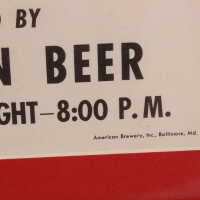 BY
N BEER
GHT-8:00 P.M.
American Brewery, Inc., Baltimore, Md.